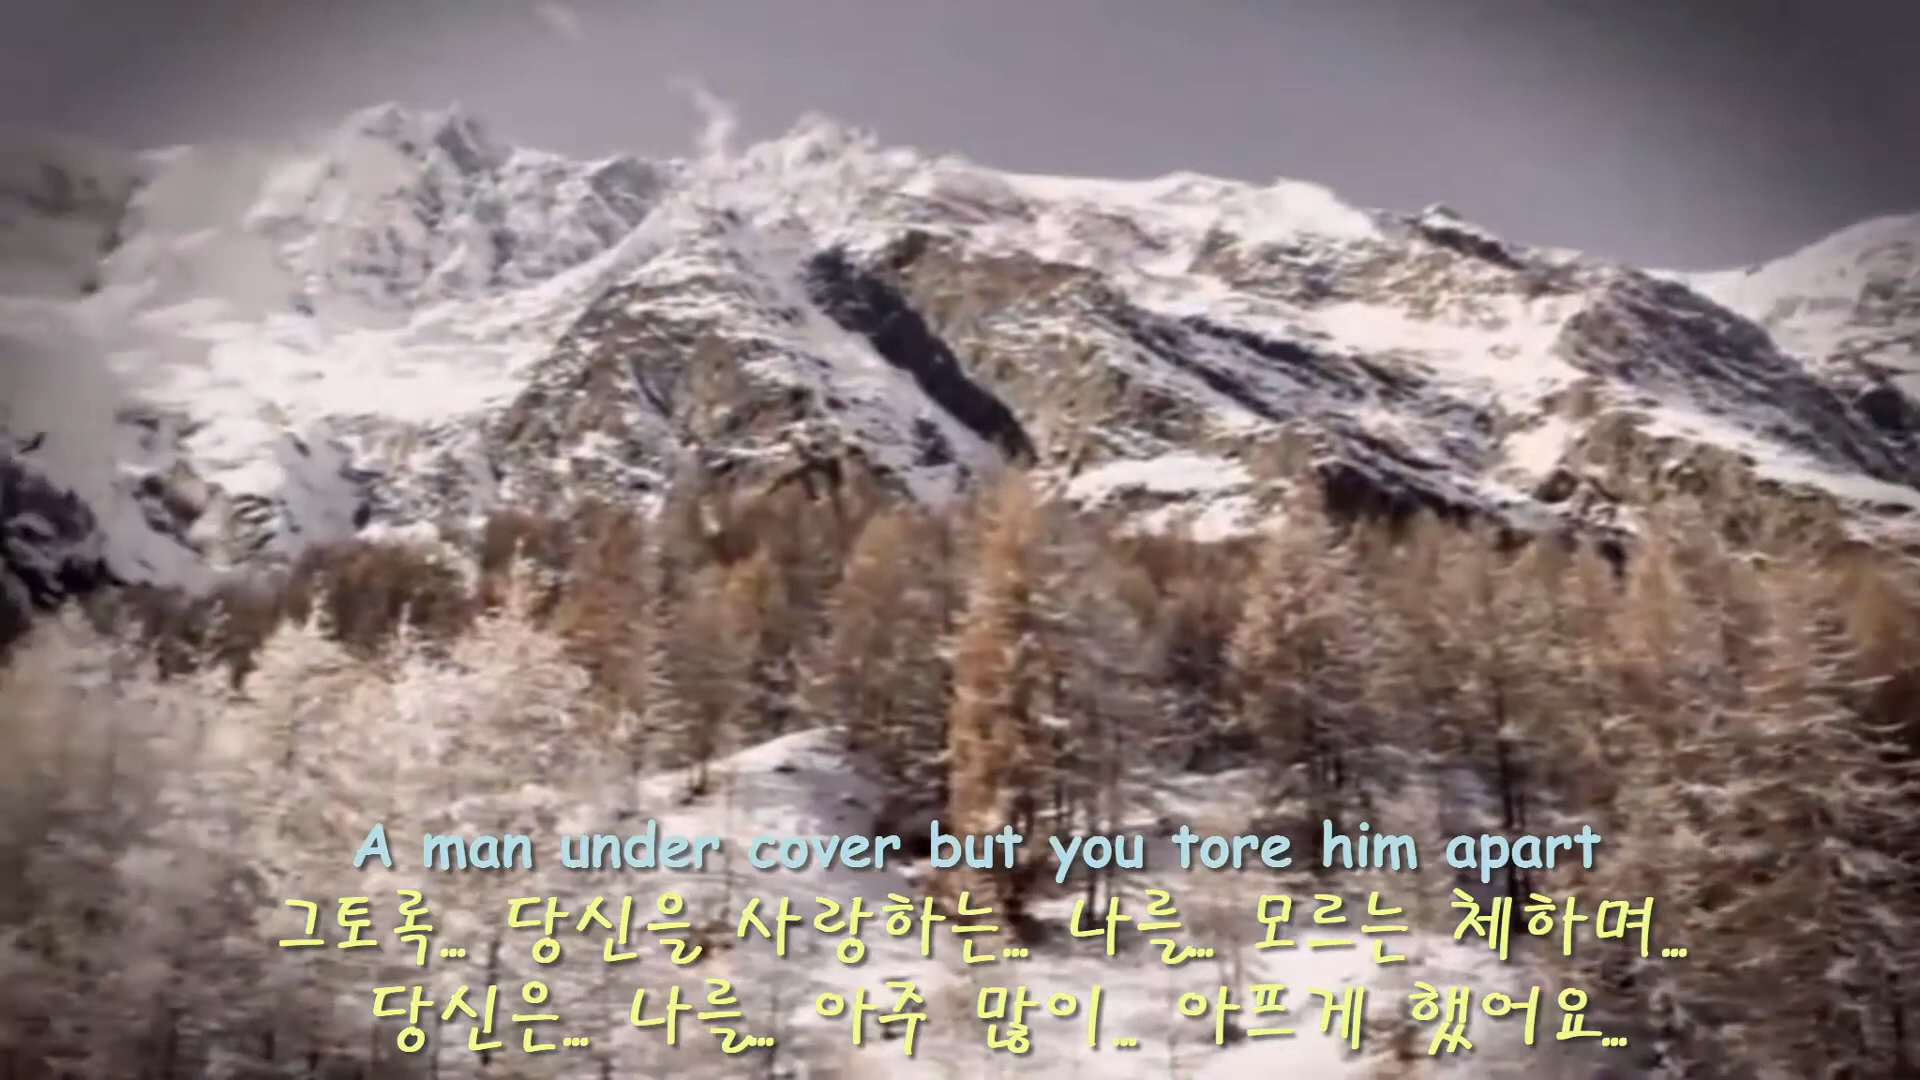 A man under cover but you tore him apart
그토록... 당신을 사랑하는... 나를... 모르는 체하며...
당신은... 나를... 아주 많이... 아프게 했어요...